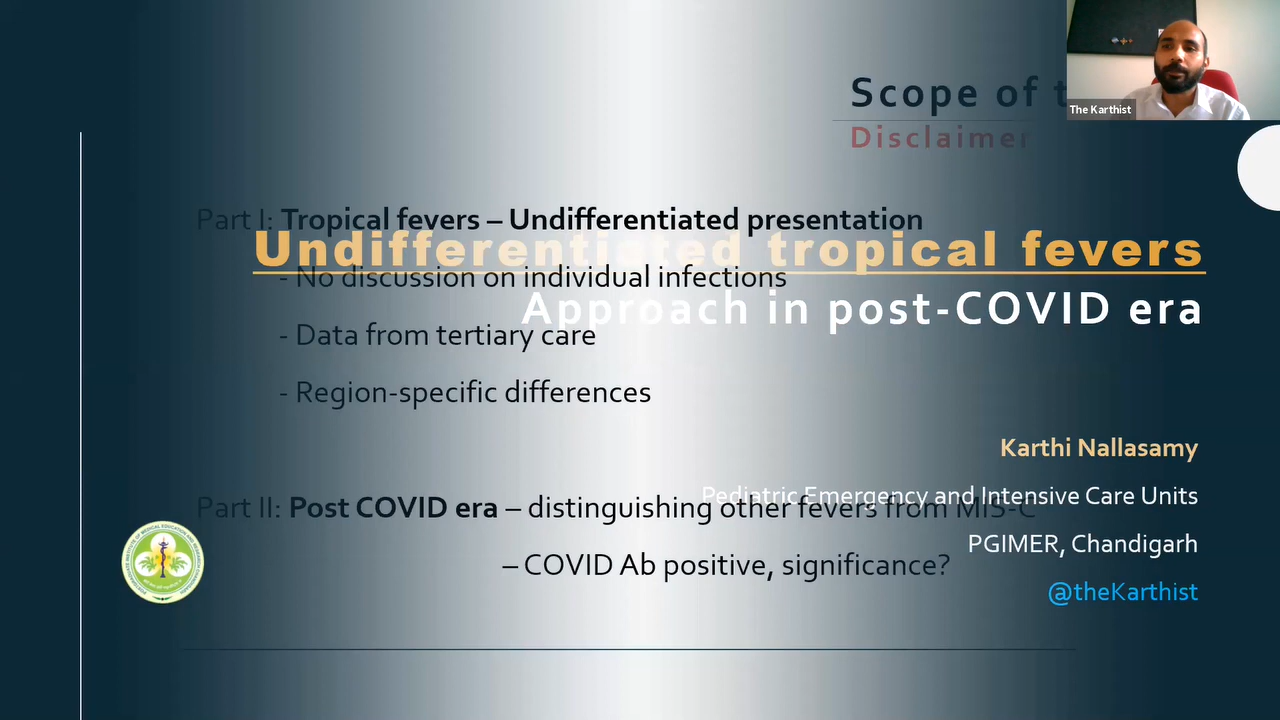 Scope of
The Karthist
Disclaimer
Part I: Tropical fevers – Undifferentiated presentation
Undifferentiated tropical fevers
- No discussion on individual infections
Approach in post-COVID era
- Data from tertiary care
- Region-specific differences
Karthi Nallasamy
Pediatric Emergency and Intensive Care Units
Part II: Post COVID era – distinguishing other fevers from MIS-C
PGIMER, Chandigarh
– COVID Ab positive, significance?
@theKarthist